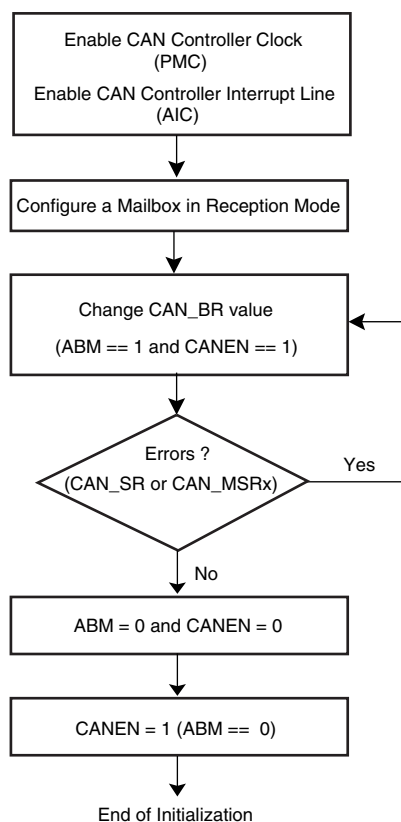 Enable CAN Controller Clock
(PMC)
Enable CAN Controller Interrupt Line
(AIC)
Configure a Mailbox in Reception Mode
Change CAN_BR value
(ABM == 1 and CANEN == 1)
Errors ?
(CAN_SR or CAN_MSRx)
Yes
No
ABM = 0 and CANEN = 0
CANEN = 1 (ABM == 0)
End of Initialization